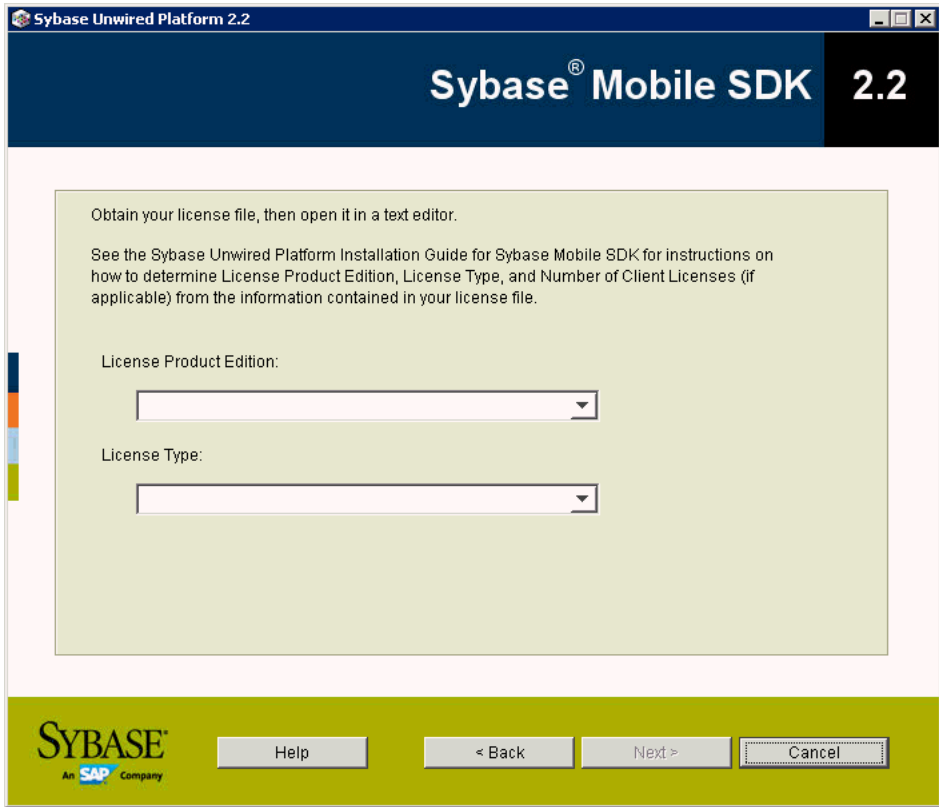 Sybase Unwired Platform 2.2
Sybase® Mobile SDK 2.2
Obtain your license file, then open it in a text editor.
See the Sybase Unwired Platform Installation Guide for Sybase Mobile SDK for instructions on
how to determine License Product Edition, License Type, and Number of Client Licenses (if
applicable) from the information contained in your license file.
License Product Edition:
License Type:
SYBASE®
An SAP Company
Help
< Back
Next >
Cancel